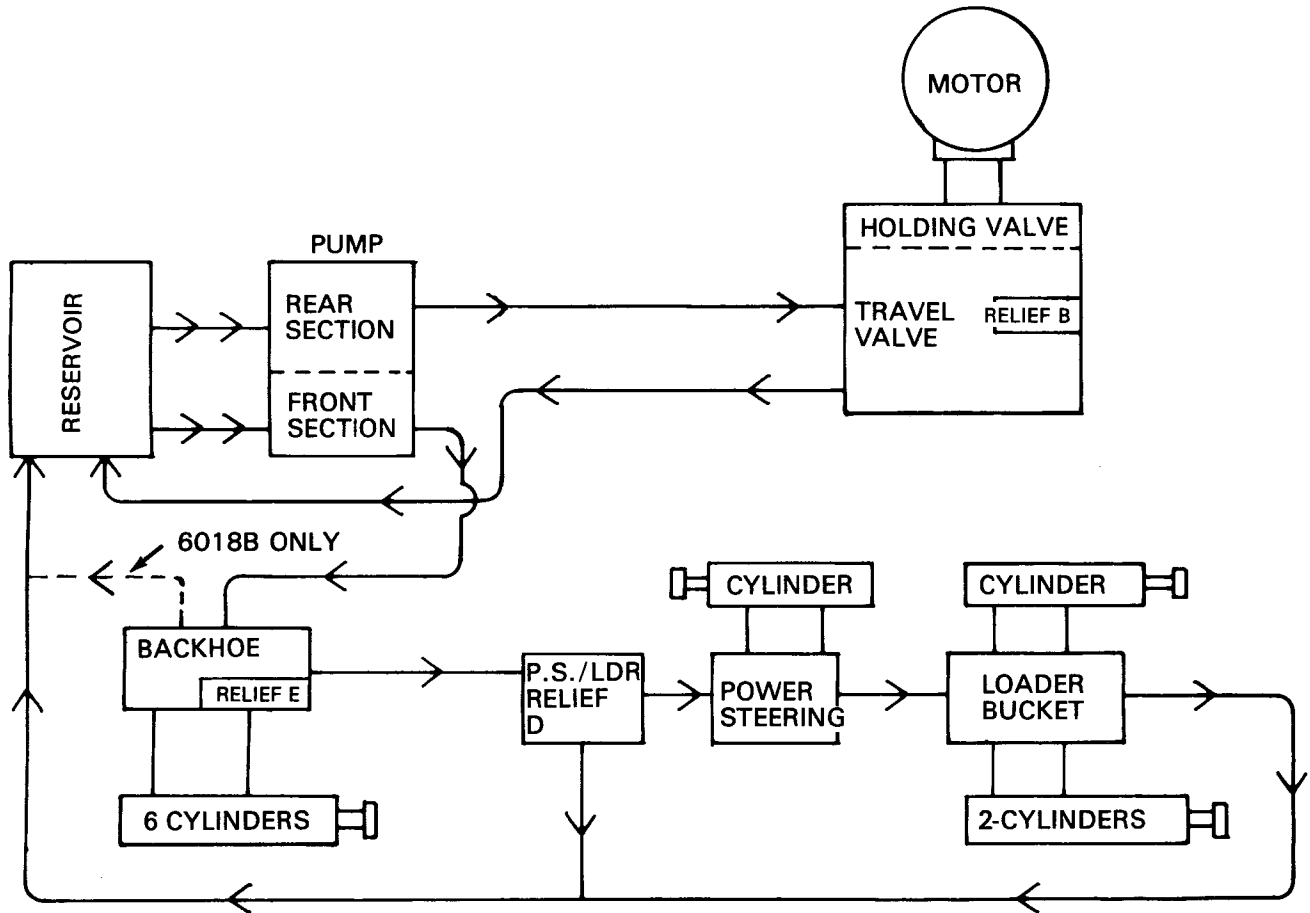 MOTOR
HOLDING VALVE
PUMP
RESERVOIR
REAR
SECTION
TRAVEL
VALVE
RELIEF B
FRONT
SECTION
6018B ONLY
CYLINDER
CYLINDER
BACKHOE
RELIEF E
P.S./LDR
RELIEF
D
POWER
STEERING
LOADER
BUCKET
6 CYLINDERS
2-CYLINDERS